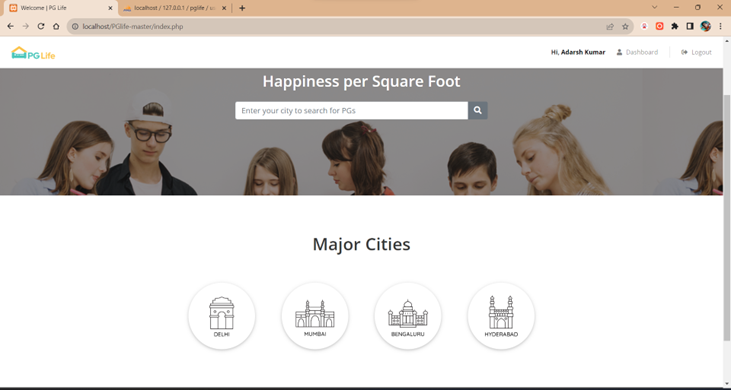 Welcome | PG Life
localhost / 127.0.0.1 / pglife / us
localhost/PGlife-master/index.php
PG Life
Hi, Adarsh Kumar
Dashboard
Logout
Happiness per Square Foot
Enter your city to search for PGs
Major Cities
DELHI
MUMBAI
BENGALURU
HYDERABAD